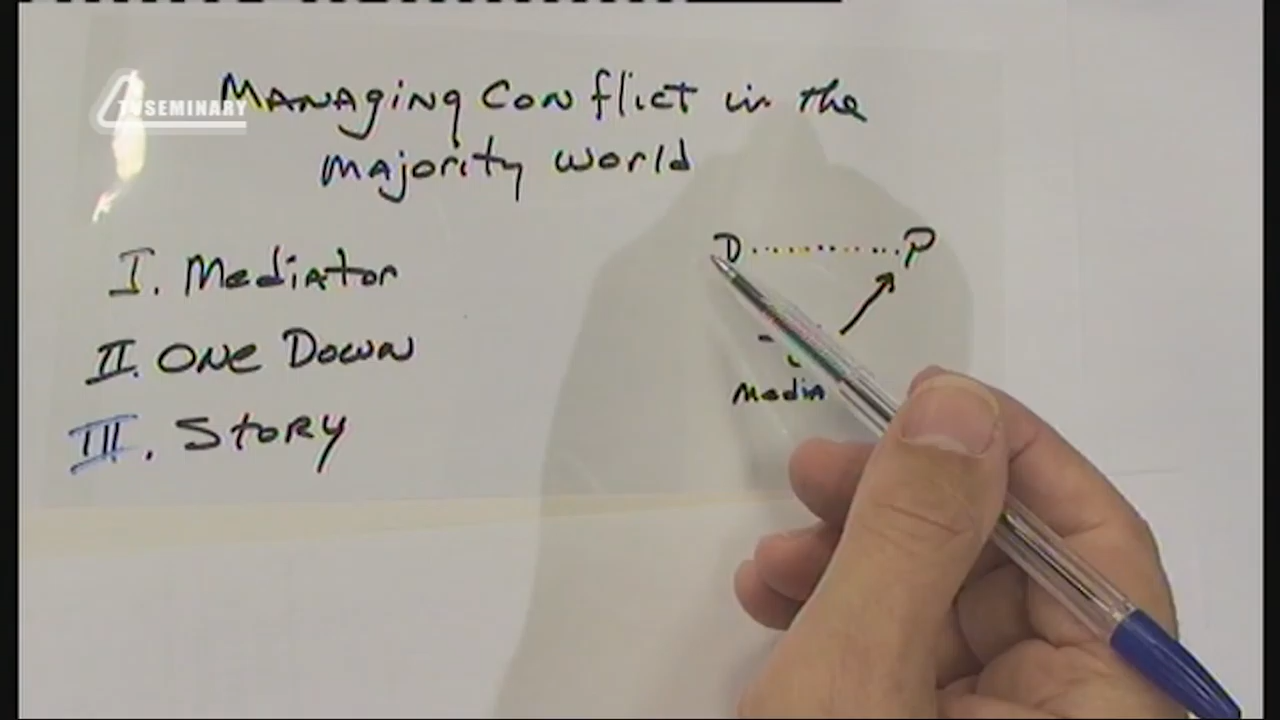 TVSEMINARY
Managing Conflict in the
majority world
I. Mediator
II. One Down
III. Story
D P
Media